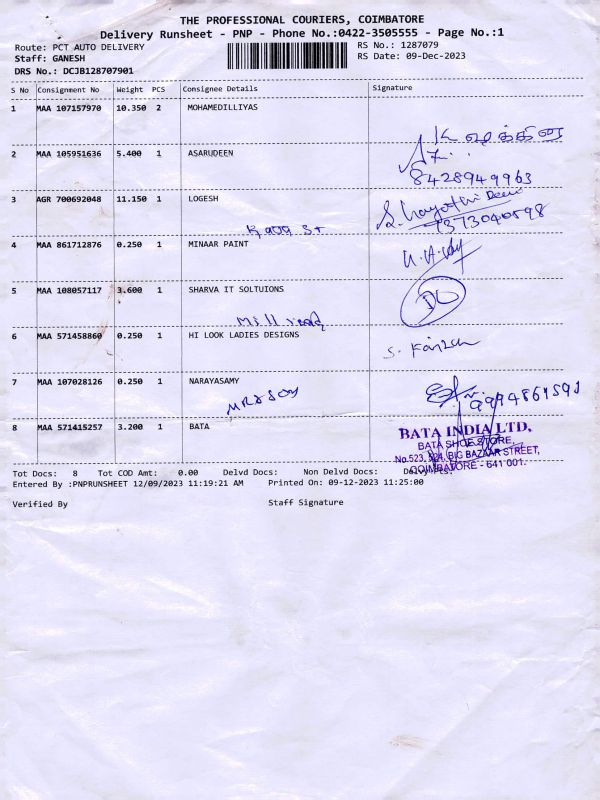 THE PROFESSIONAL COURIERS, COIMBATORE
Delivery Runsheet - PNP - Phone No.:0422-3505555 - Page No.:1
Route: PCT AUTO DELIVERY RS No.: 1287079
Staff: GANESH RS Date: 09-Dec-2023
DRS No.: DCJB128707901
S No Consignment No Weight PCS Consignee Details Signature
1 MAA 107157970 10.350 2 MOHAMEDILLIYAS
2 MAA 105951636 5.400 1 ASARUDEEN
8428949963
3 AGR 700692048 11.150 1 LOGESH
7373040898
4 MAA 861712876 0.250 1 MINAAR PAINT
5 MAA 108057117 3.600 1 SHARVA IT SOLTUIONS
Mill road
6 MAA 571458860 0.250 1 HI LOOK LADIES DESIGNS
7 MAA 107028126 0.250 1 NARAYASAMY
9994861591
8 MAA 571415257 3.200 1 BATA
BATA INDIA LTD.
BATA SHOE STORE,
No.523, 524, BIG BAZAAR STREET,
COIMBATORE - 641 001.
Tot Docs: 8 Tot COD Amt: 0.00 Delvd Docs: Non Delvd Docs:
Entered By :PNPRUNSHEET 12/09/2023 11:19:21 AM Printed On: 09-12-2023 11:25:00
Verified By Staff Signature